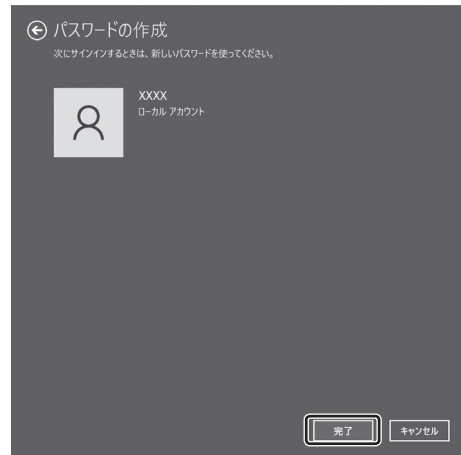 パスワードの作成
次にサインインするときは、新しいパスワードを使ってください。
XXXX
ローカル アカウント
完了
キャンセル